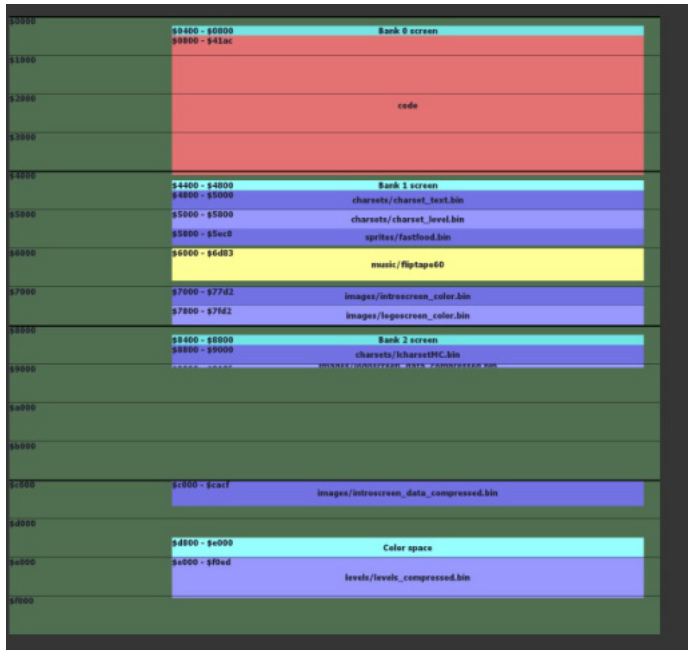 $0000
$0400 - $0800 Bank 0 screen
$0800 - $41ac
$1000
$2000
code
$3000
$4000
$4400 - $4800 Bank 1 screen
$4800 - $5000 charsets/charset_text.bin
$5000 $5000 - $5800 charsets/charset_level.bin
$5800 - $5ec0 sprites/fastfood.bin
$6000 $6000 - $6d83
music/fliptape60
$7000 $7000 - $77d2 images/introscreen_color.bin
$7800 - $7fd2 images/logoscreen_color.bin
$8000
$8400 - $8800 Bank 2 screen
$8800 - $9000 charsets/lcharsetMC.bin
$9000 images/logoscreen_data_compressed.bin
$a000
$b000
$c000 $c000 - $cacf images/introscreen_data_compressed.bin
$d000
$d800 - $e000 Color space
$e000 $e000 - $f0ed
levels/levels_compressed.bin
$f000